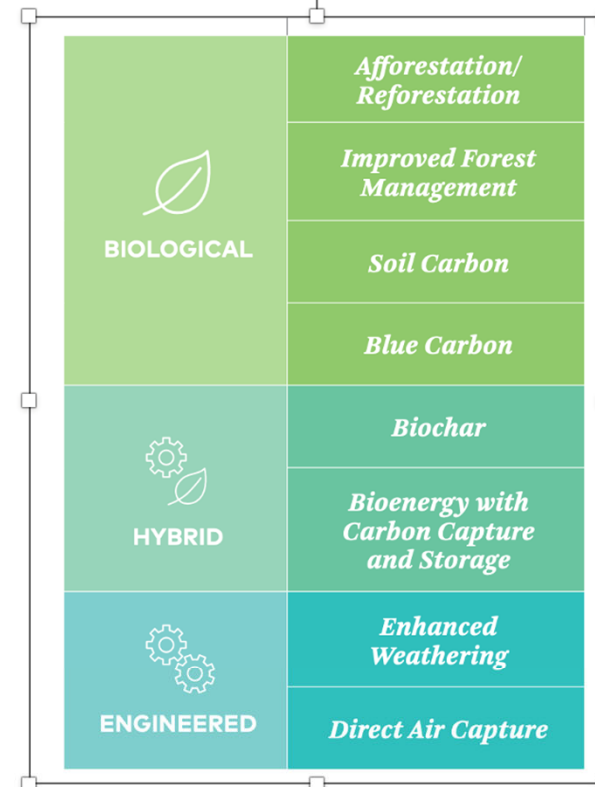 BIOLOGICAL
Afforestation/
Reforestation
Improved Forest
Management
Soil Carbon
Blue Carbon
HYBRID
Biochar
Bioenergy with
Carbon Capture
and Storage
ENGINEERED
Enhanced
Weathering
Direct Air Capture